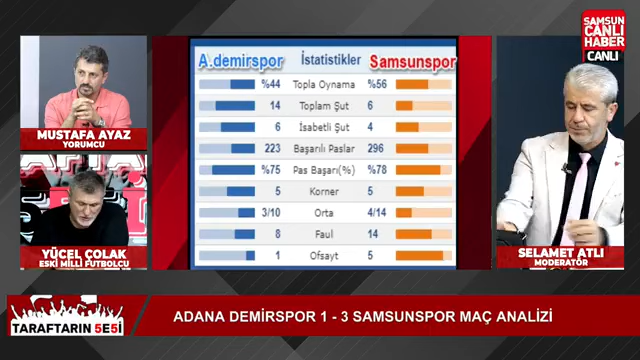 SAMSUN
CANLI
HABER
CANLI
A.demirspor İstatistikler Samsunspor
%44 Topla Oynama %56
14 Toplam Şut 6
6 İsabetli Şut 4
223 Başarılı Paslar 296
%75 Pas Başarı(%) %78
5 Korner 5
3/10 Orta 4/14
8 Faul 14
1 Ofsayt 5
MUSTAFA AYAZ
YORUMCU
YÜCEL ÇOLAK
ESKİ MİLLİ FUTBOLCU
SELAMET ATLI
MODERATÖR
TARAFTARIN SESİ
ADANA DEMİRSPOR 1 - 3 SAMSUNSPOR MAÇ ANALİZİ